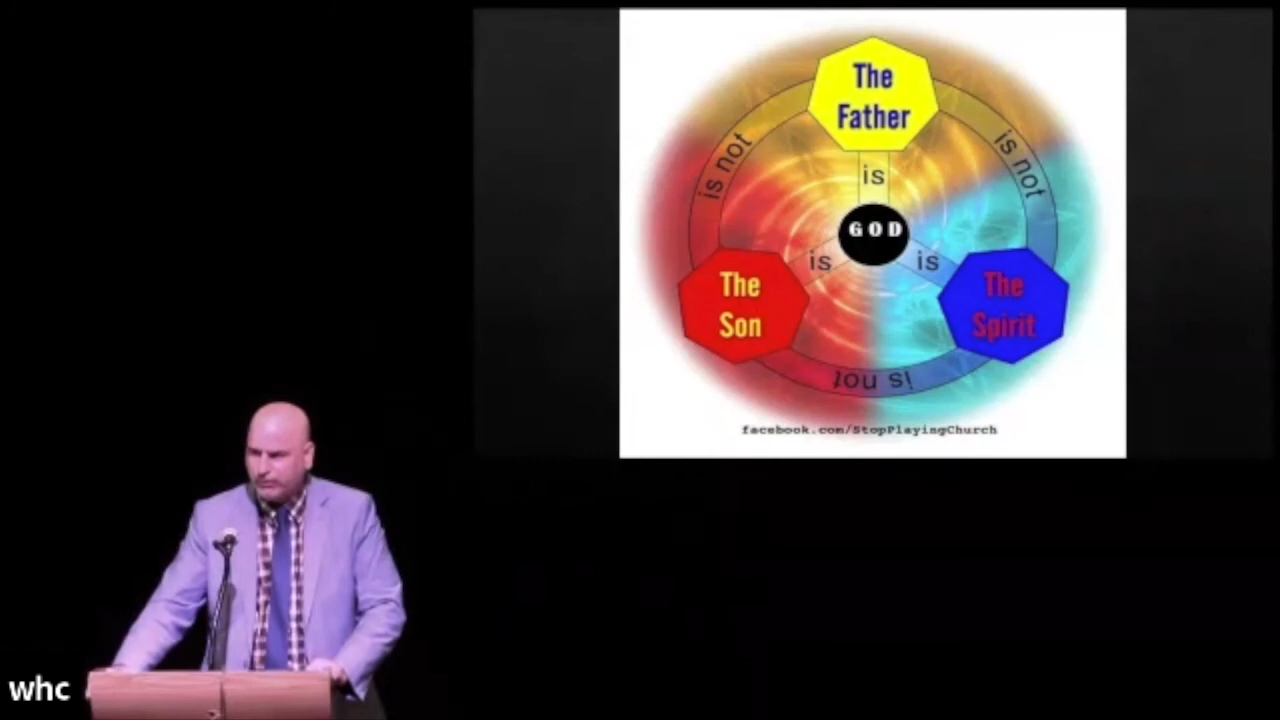 The
Father
is not
is not
is
GOD
is
is
The
Son
The
Spirit
is not
facebook.com/StopPlayingChurch
whc